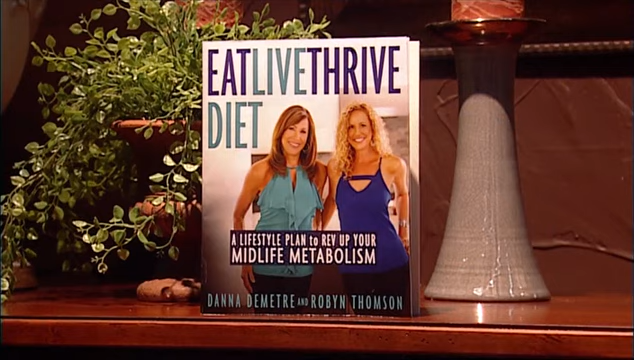 EATLIVETHRIVE
DIET
A LIFESTYLE PLAN to REV UP YOUR
MIDLIFE METABOLISM
DANNA DEMETRE AND ROBYN THOMSON